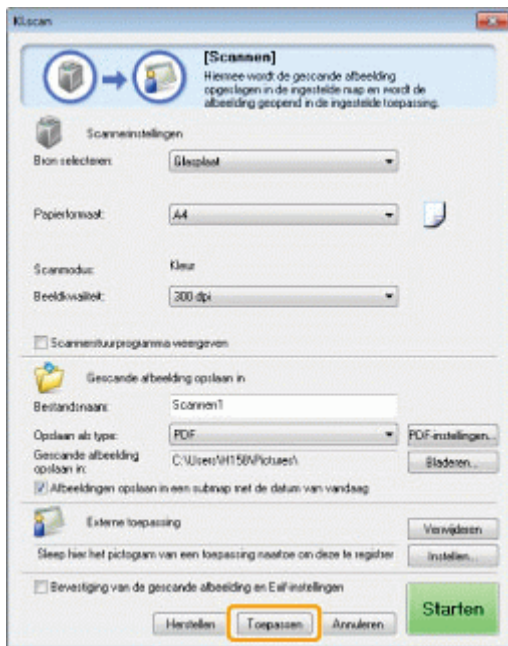 Kl.scan
[Scannen]
Hiermee wordt de gescande afbeelding
opgeslagen in de ingestelde map en wordt de
afbeelding geopend in de ingestelde toepassing.
Scannerinstellingen
Bron selecteren: Glasplaat
Papierformaat: A4
Scanmodus: Kleur
Beeldkwaliteit: 300 dpi
Scannerstuurprogramma weergeven
Gescande afbeelding opslaan in
Bestandsnaam: Scannen1
Opslaan als type: PDF PDF-instellingen...
Gescande afbeelding
opslaan in: C:\Users\H158\Pictures\ Bladeren...
Afbeeldingen opslaan in een submap met de datum van vandaag
Externe toepassing Verwijderen
Sleep hier het pictogram van een toepassing naartoe om deze te registrer Instellen...
Bevestiging van de gescande afbeelding en Exif-instellingen
Herstellen Toepassen Annuleren Starten